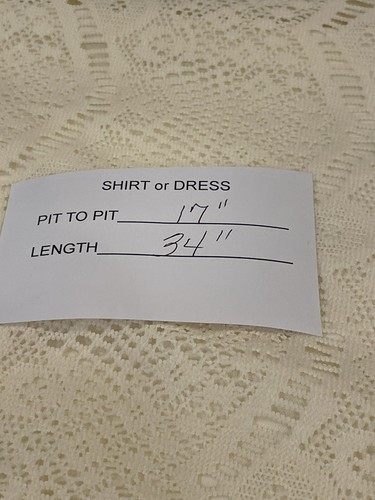 SHIRT or DRESS
PIT TO PIT 17"
LENGTH 34"